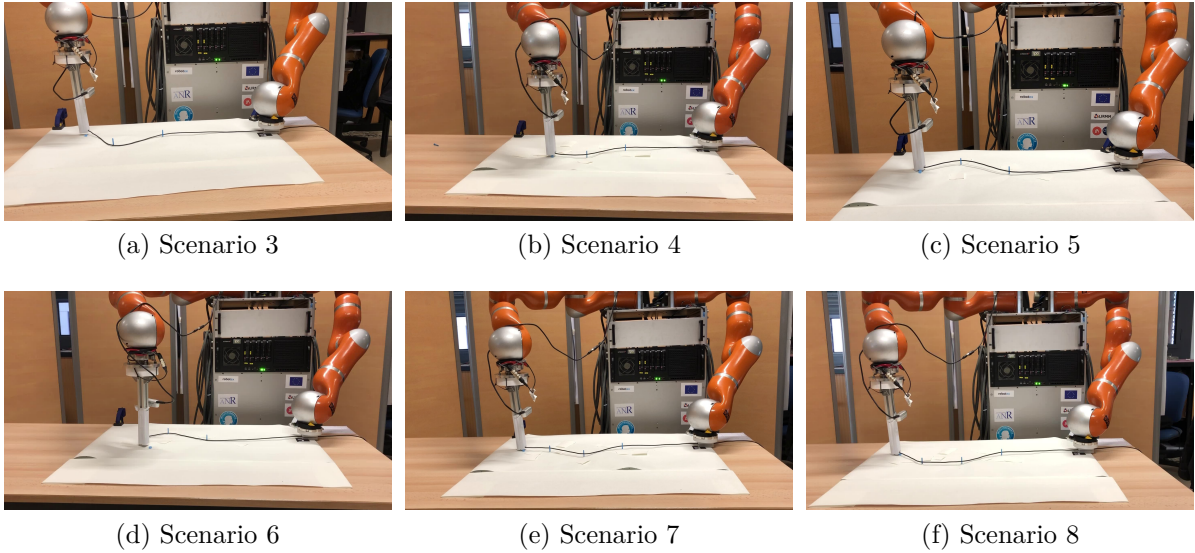 (a) Scenario 3
(b) Scenario 4
(c) Scenario 5
(d) Scenario 6
(e) Scenario 7
(f) Scenario 8